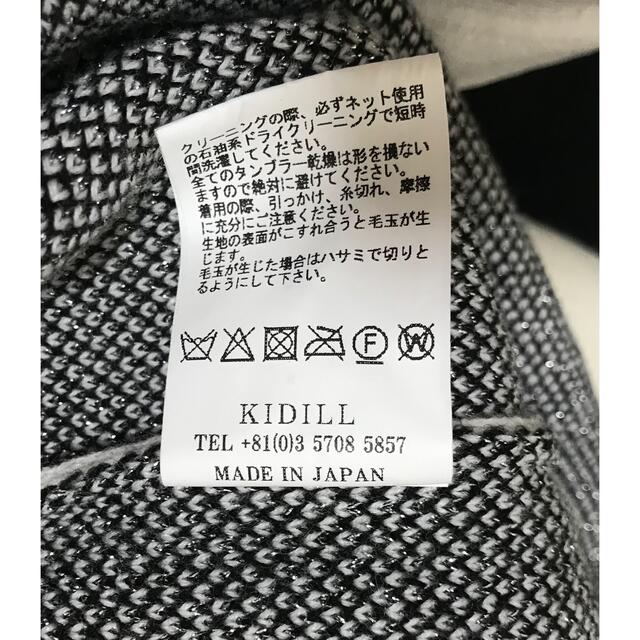 クリーニングの際、必ずネット使用
の石油系ドライクリーニングで短時
間洗濯してください。
全てのタンブラー乾燥は形を損ない
ますので絶対に避けてください。
着用の際、引っかけ、糸切れ、摩擦
に充分にご注意ください。
生地の表面がこすれ合うと毛玉が生
じます。
毛玉が生じた場合はハサミで切りと
るようにして下さい。
F W
KIDILL
TEL +81(0)3 5708 5857
MADE IN JAPAN